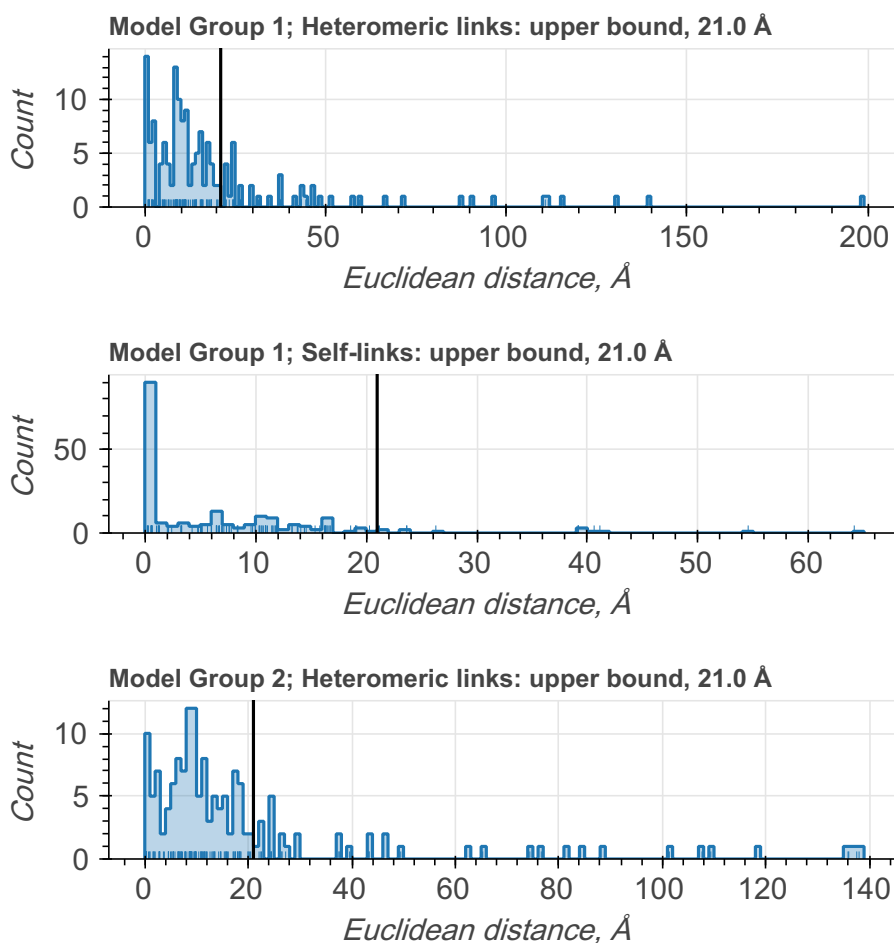 Model Group 1; Heteromeric links: upper bound, 21.0 Å
Count
10
5
0
0 50 100 150 200
Euclidean distance, Å
Model Group 1; Self-links: upper bound, 21.0 Å
Count
50
0
0 10 20 30 40 50 60
Euclidean distance, Å
Model Group 2; Heteromeric links: upper bound, 21.0 Å
Count
10
5
0
0 20 40 60 80 100 120 140
Euclidean distance, Å